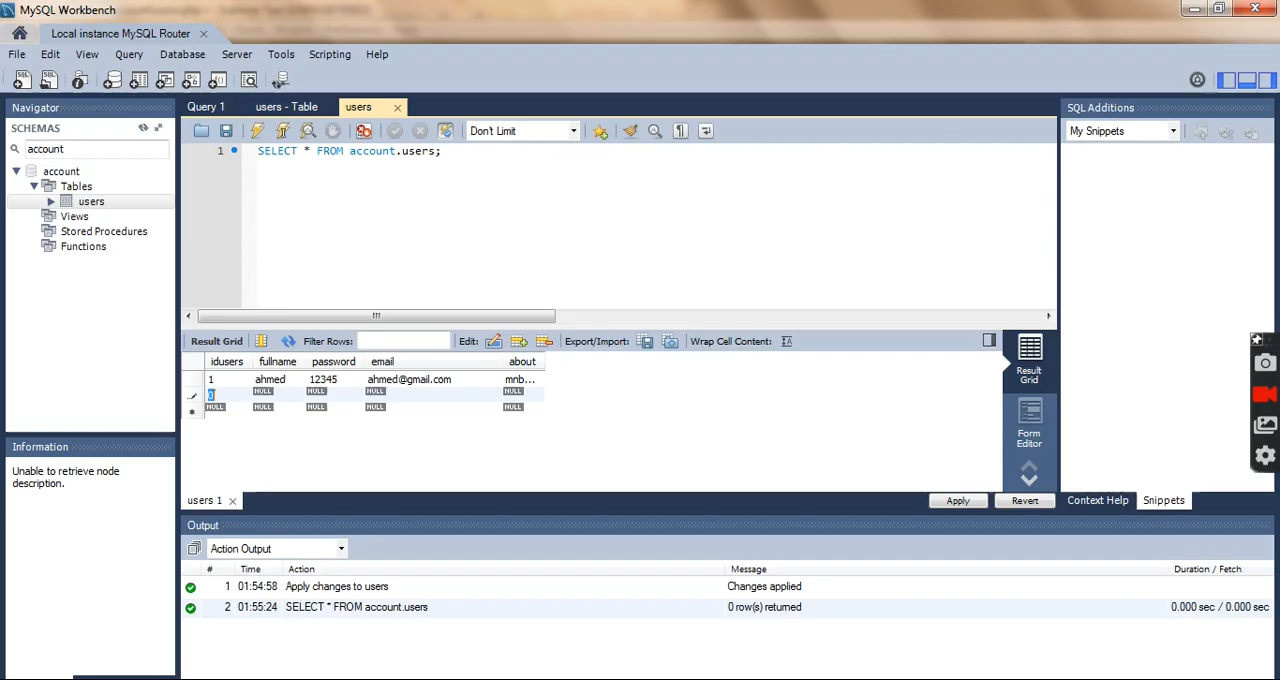 MySQL Workbench
Local instance MySQL Router
File Edit View Query Database Server Tools Scripting Help
Navigator
SCHEMAS
account
account
Tables
users
Views
Stored Procedures
Functions
Information
Unable to retrieve node
description.
Query 1 users - Table users
Don't Limit
1 SELECT * FROM account.users;
Result Grid Filter Rows: Edit: Export/Import: Wrap Cell Content:
idusers fullname password email about
1 ahmed 12345 ahmed@gmail.com mnb...
0 NULL NULL NULL NULL
NULL NULL NULL NULL NULL
Result
Grid
Form
Editor
users 1
Apply Revert
SQL Additions
My Snippets
Context Help Snippets
Output
Action Output
# Time Action Message Duration / Fetch
1 01:54:58 Apply changes to users Changes applied
2 01:55:24 SELECT * FROM account.users 0 row(s) returned 0.000 sec / 0.000 sec